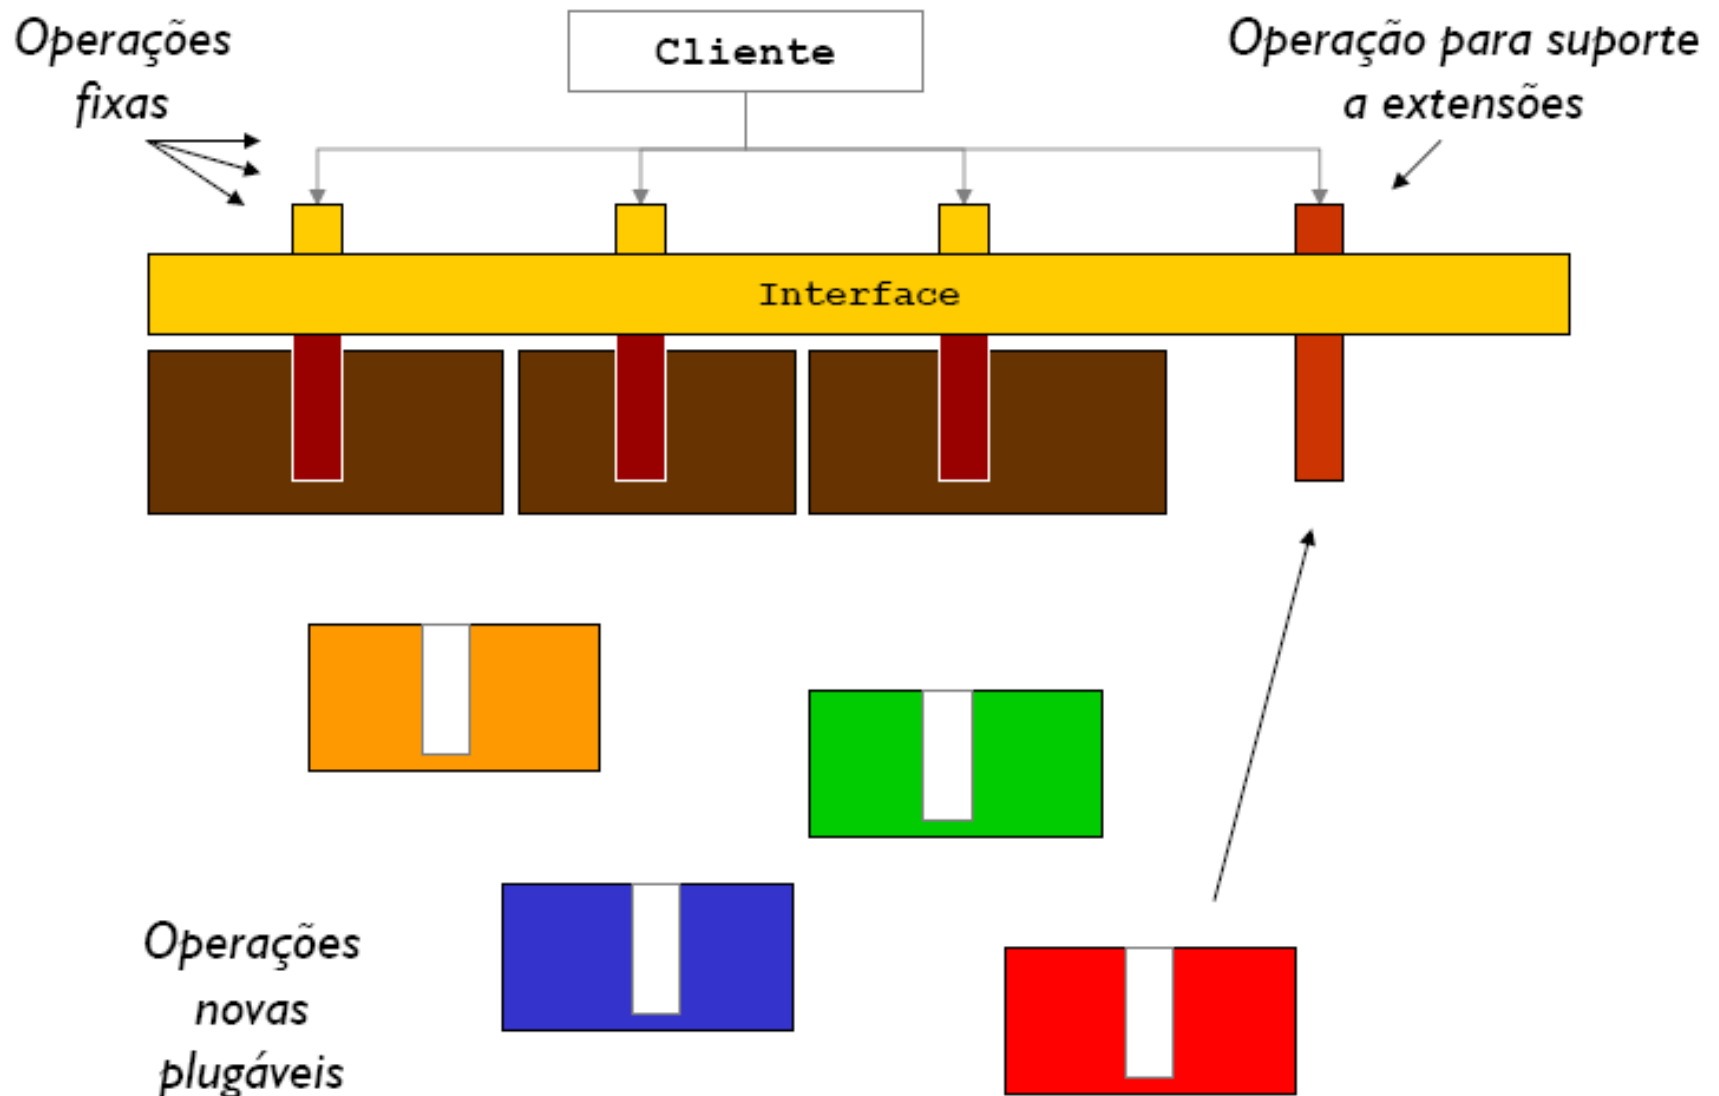 Operações
fixas
Cliente
Operação para suporte
a extensões
Interface
Operações
novas
plugáveis